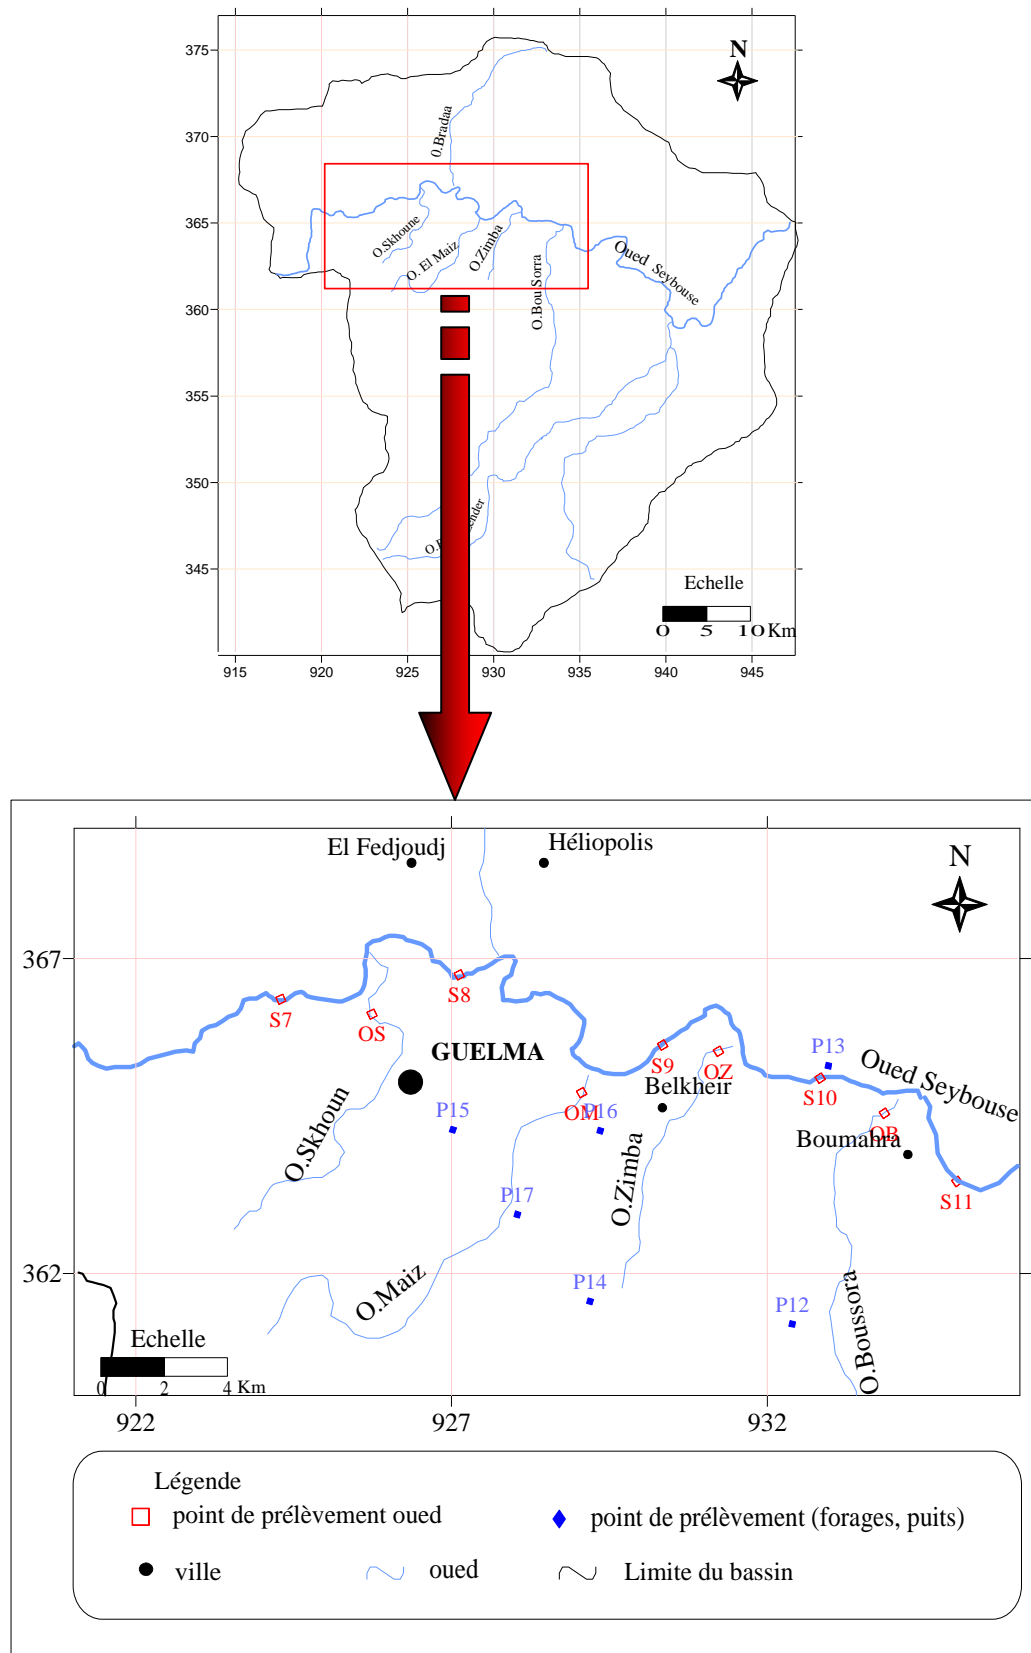 N
375
370
365
360
355
350
345
O.Bradaa
O.Skhoune
O. El Maiz
O.Zimba
O.Bou Sorra
Oued Seybouse
Echelle
0 5 10 Km
915 920 925 930 935 940 945
El Fedjoudj
Héliopolis
N
367
S8
S7
OS
GUELMA
S9
OZ
P13
Oued Seybouse
Belkheir
S10
P15
OM
P16
OB
Boumahra
O.Skhoun
O.Zimba
P17
S11
362
P14
P12
O.Maiz
O.Boussora
Echelle
0 2 4 Km
922 927 932
Légende
point de prélèvement oued
point de prélèvement (forages, puits)
ville
oued
Limite du bassin